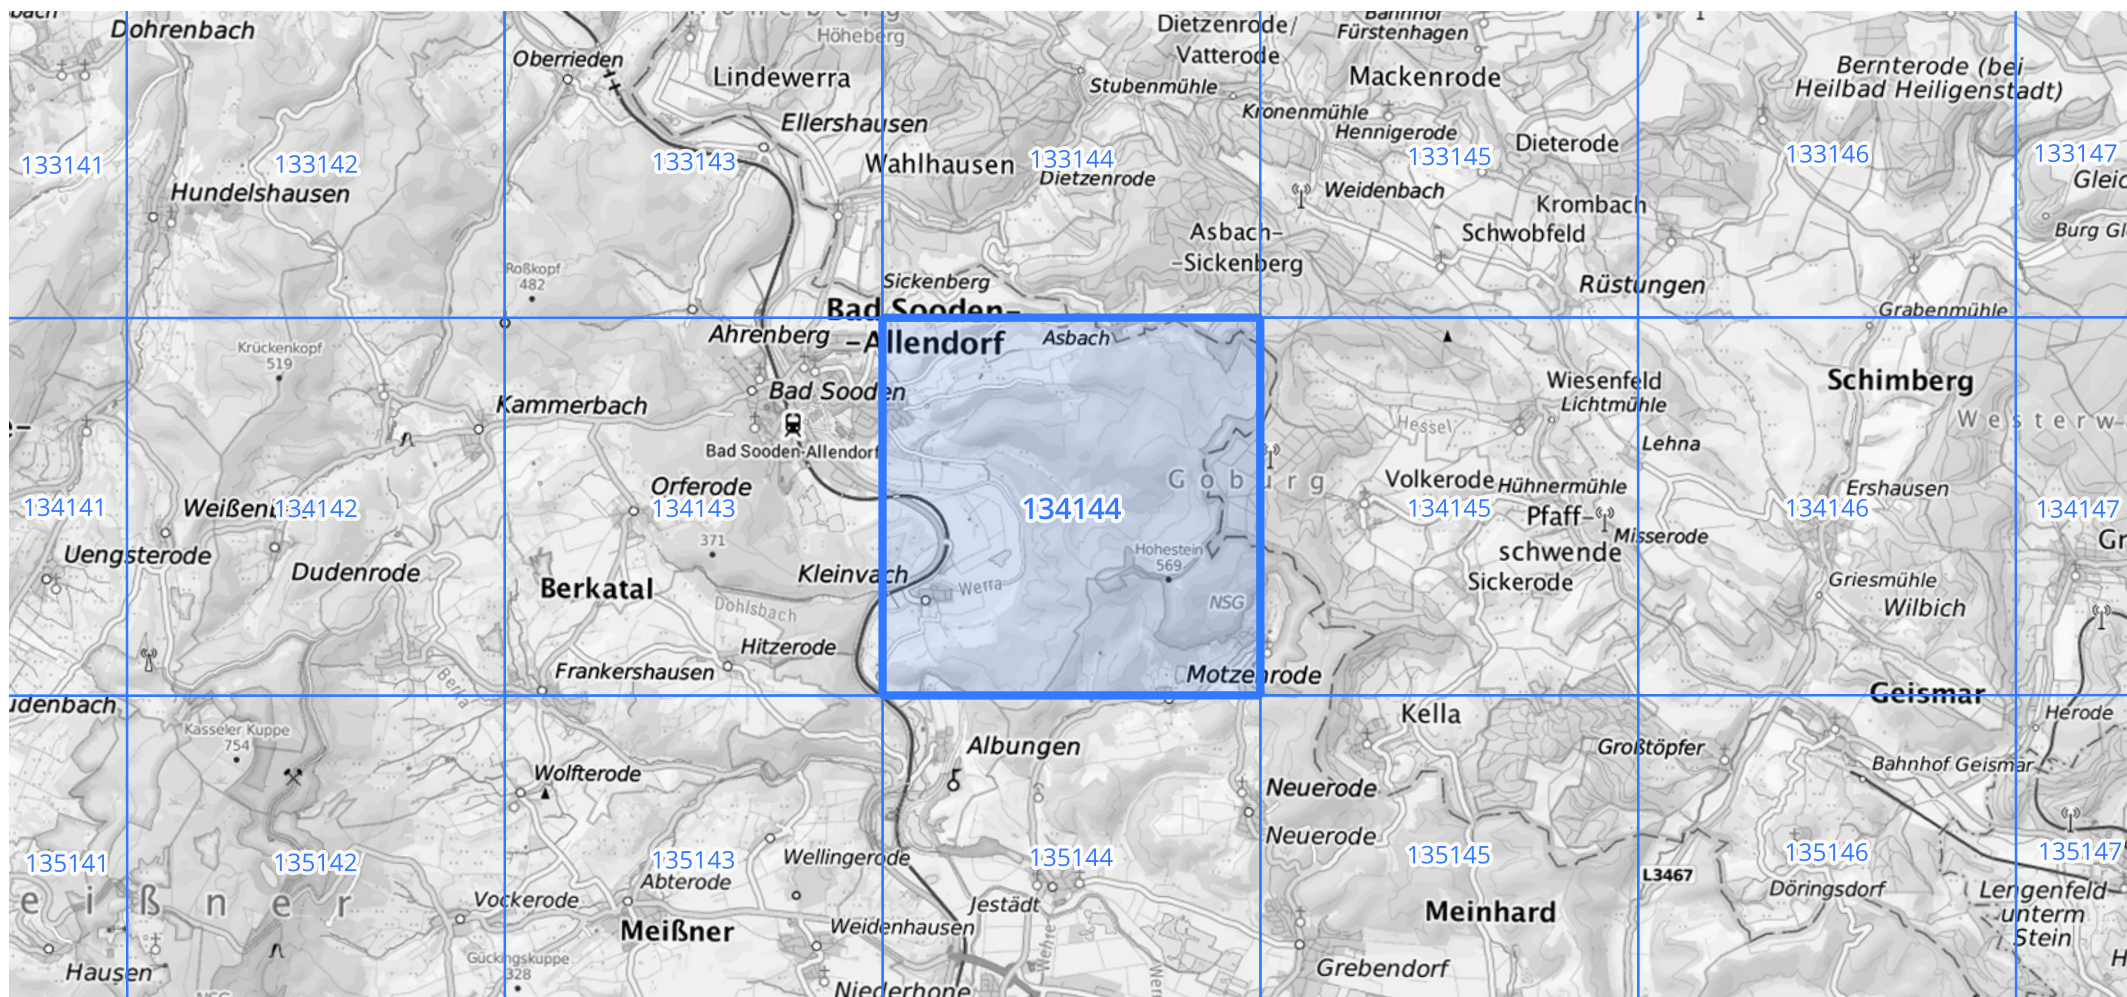 Dohrenbach
Oberrieden
Höheberg
Lindewerra
Dietzenrode/
Vatterode
Stubenmühle
Bahnhof
Fürstenhagen
Mackenrode
Bernterode (bei
Heilbad Heiligenstadt)
Ellershausen
Kronenmühle
Hennigerode
Dieterode
133141
133142
133143
Wahlhausen
133144
Dietzenrode
133145
133146
133147
Hundelshausen
Weidenbach
Krombach
Schwobfeld
Asbach-
-Sickenberg
Roßkopf
482
Sickenberg
Rüstungen
Grabenmühle
Bad Sooden-
-Allendorf
Ahrenberg
Asbach
Krückenkopf
519
Kammerbach
Bad Sooden
Bad Sooden-Allendorf
Wiesenfeld
Lichtmühle
Schimberg
Hessel
Lehna
Westerw
134141
Weißenb
134142
Orferode
134143
134144
Goburg
Volkerode
Hühnermühle
134145
Pfaff-
schwende
Misserode
Ershausen
134146
134147
Uengsterode
Dudenrode
371
Kleinvach
Hohestein
569
Sickerode
Griesmühle
Wilbich
Berkatal
Dohlsbach
Werra
NSG
Hitzerode
Frankershausen
Berka
Motzenrode
Geismar
Kasseler Kuppe
754
Albungen
Kella
Großtöpfer
Herode
Bahnhof Geismar
Wolfterode
Neuerode
Neuerode
135141
135142
135143
Wellingerode
135144
135145
135146
135147
L3467
eißner
Vockerode
Abterode
Jestädt
Döringsdorf
Lengenfeld
unterm
Stein
Meißner
Weidenhausen
Wehre
Meinhard
Hausen
Gückingskuppe
328
Niederhone
Grebendorf